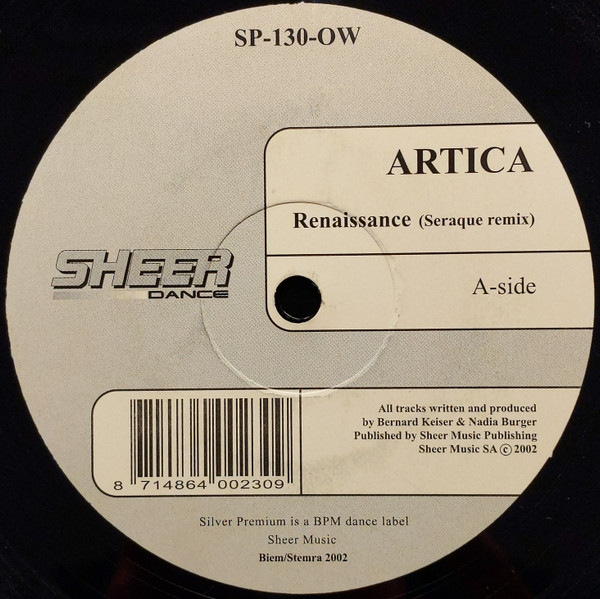 SP-130-OW
ARTICA
Renaissance (Seraque remix)
SHEER
DANCE
A-side
All tracks written and produced
by Bernard Keiser & Nadia Burger
Published by Sheer Music Publishing
Sheer Music SA ⓒ 2002
8 714864 002309
Silver Premium is a BPM dance label
Sheer Music
Biem/Stemra 2002